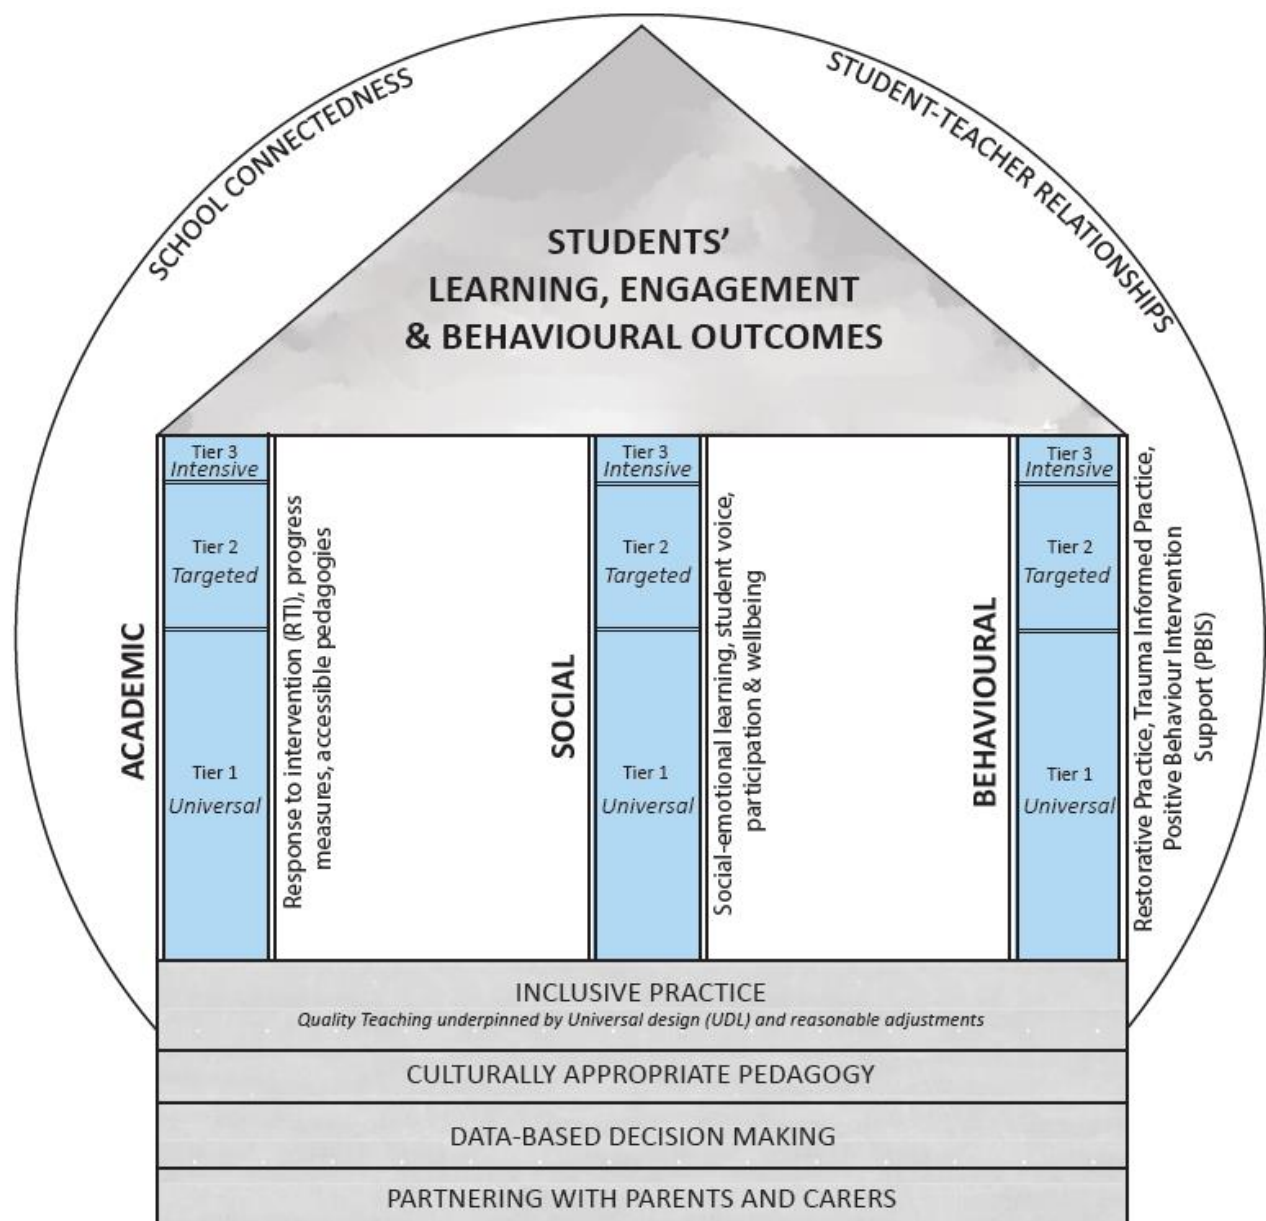 SCHOOL CONNECTEDNESS
STUDENT-TEACHER RELATIONSHIPS
STUDENTS'
LEARNING, ENGAGEMENT
& BEHAVIOURAL OUTCOMES
ACADEMIC
Tier 3
Intensive
Tier 2
Targeted
Tier 1
Universal
Response to intervention (RTI), progress
measures, accessible pedagogies
SOCIAL
Tier 3
Intensive
Tier 2
Targeted
Tier 1
Universal
Social-emotional learning, student voice,
participation & wellbeing
BEHAVIOURAL
Tier 3
Intensive
Tier 2
Targeted
Tier 1
Universal
Restorative Practice, Trauma Informed Practice,
Positive Behaviour Intervention
Support (PBIS)
INCLUSIVE PRACTICE
Quality Teaching underpinned by Universal design (UDL) and reasonable adjustments
CULTURALLY APPROPRIATE PEDAGOGY
DATA-BASED DECISION MAKING
PARTNERING WITH PARENTS AND CARERS